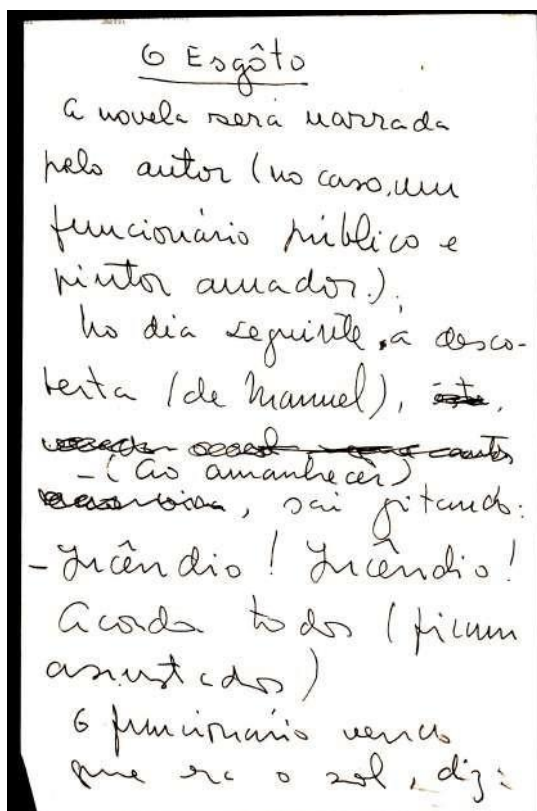 O Esgôto
A novela será narrada
pelo autor (no caso, um
funcionário público e
pintor amador.).
No dia seguinte, à desco-
berta (de Manuel), este,
-(Ao amanhecer)
, sai gritando:
- Incêndio! Incêndio!
Acorda todos (ficam
assustados)
O funcionário vendo
que era o sol, diz: